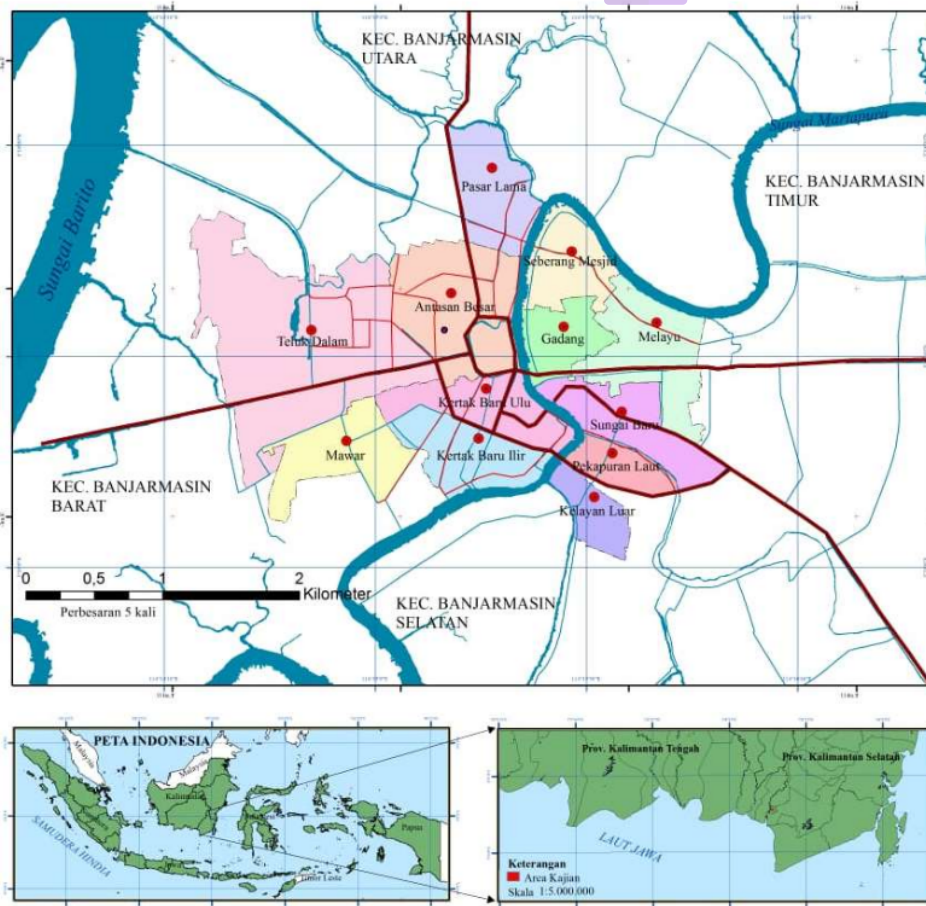 KEC. BANJARMASIN
UTARA
Sungai Martapura
KEC. BANJARMASIN
TIMUR
Sungai Barito
Pasar Lama
Seberang Mesjid
Antasan Besar
Teluk Dalam
Gadang
Melayu
Kertak Baru Ulu
Sungai Baru
Mawar
Kertak Baru Ilir
Pekapuran Laut
Kelayan Luar
KEC. BANJARMASIN
BARAT
0 0,5 1 2
Kilometer
Perbesaran 5 kali
KEC. BANJARMASIN
SELATAN
PETA INDONESIA
Malaysia
Malaysia
Kalimantan
Papua
SAMUDERA HINDIA
Timor Leste
Prov. Kalimantan Tengah
Prov. Kalimantan Selatan
LAUT JAWA
Keterangan
Area Kajian
Skala 1:5.000.000